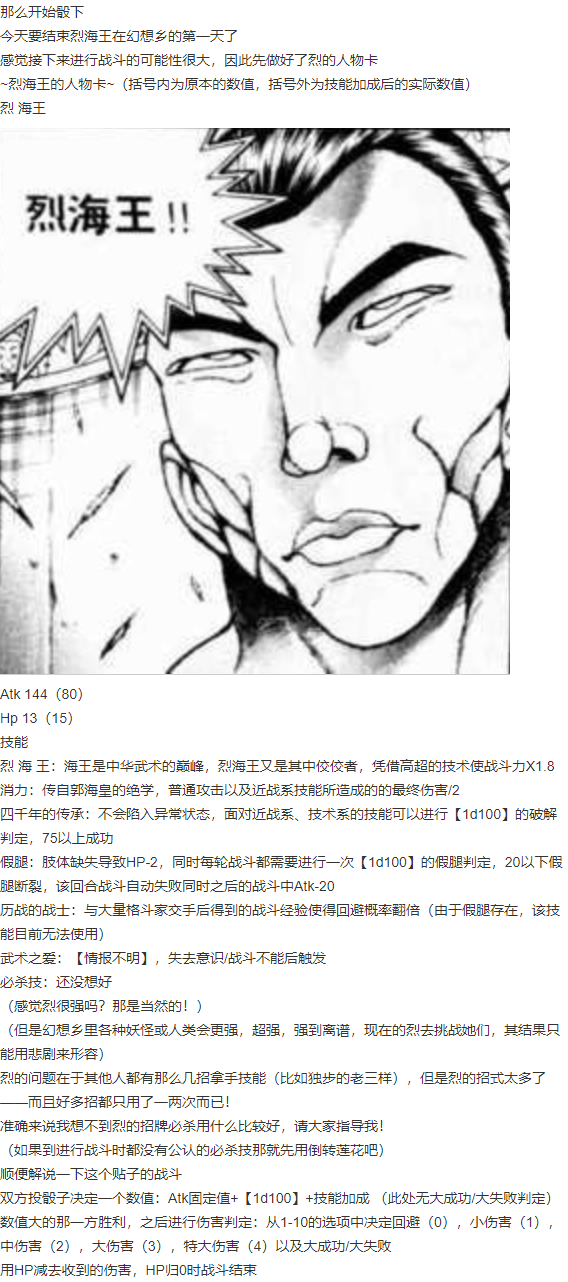 那么开始骰下
今天要结束烈海王在幻想乡的第一天了
感觉接下来进行战斗的可能性很大，因此先做好了烈的人物卡
~烈海王的人物卡~（括号内为原本的数值，括号外为技能加成后的实际数值）
烈 海王
烈海王!!
Atk 144（80）
Hp 13（15）
技能
烈 海 王：海王是中华武术的巅峰，烈海王又是其中佼佼者，凭借高超的技术使战斗力X1.8
消力：传自郭海皇的绝学，普通攻击以及近战系技能所造成的的最终伤害/2
四千年的传承：不会陷入异常状态，面对近战系、技术系的技能可以进行【1d100】的破解
判定，75以上成功
假腿：肢体缺失导致HP-2，同时每轮战斗都需要进行一次【1d100】的假腿判定，20以下假
腿断裂，该回合战斗自动失败同时之后的战斗中Atk-20
历战的战士：与大量格斗家交手后得到的战斗经验使得回避概率翻倍（由于假腿存在，该技
能目前无法使用）
武术之爱：【情报不明】，失去意识/战斗不能后触发
必杀技：还没想好
（感觉烈很强吗？那是当然的！）
（但是幻想乡里各种妖怪或人类会更强，超强，强到离谱，现在的烈去挑战她们，其结果只
能用悲剧来形容）
烈的问题在于其他人都有那么几招拿手技能（比如独步的老三样），但是烈的招式太多了
——而且好多招都只用了一两次而已！
准确来说我想不到烈的招牌必杀用什么比较好，请大家指导我！
（如果到进行战斗时都没有公认的必杀技那就先用倒转莲花吧）
顺便解说一下这个贴子的战斗
双方投骰子决定一个数值：Atk固定值+【1d100】+技能加成 （此处无大成功/大失败判定）
数值大的那一方胜利，之后进行伤害判定：从1-10的选项中决定回避（0），小伤害（1），
中伤害（2），大伤害（3），特大伤害（4）以及大成功/大失败
用HP减去收到的伤害，HP归0时战斗结束